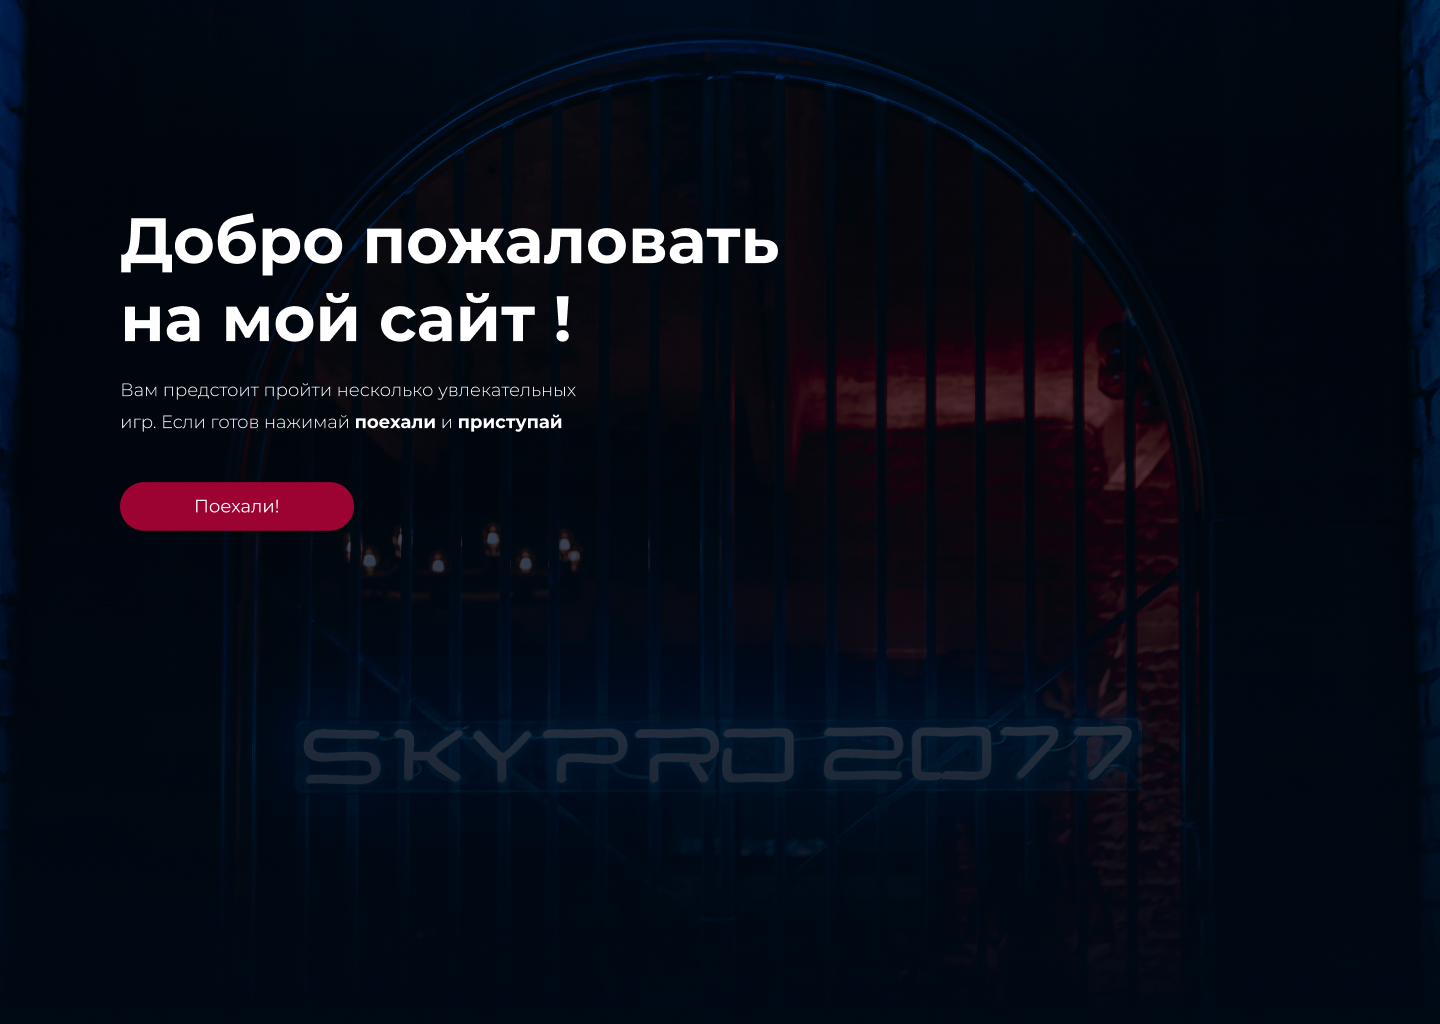 Добро пожаловать
на мой сайт !
Вам предстоит пройти несколько увлекательных
игр. Если готов нажимай поехали и приступай
Поехали!
SKYPRO 2077